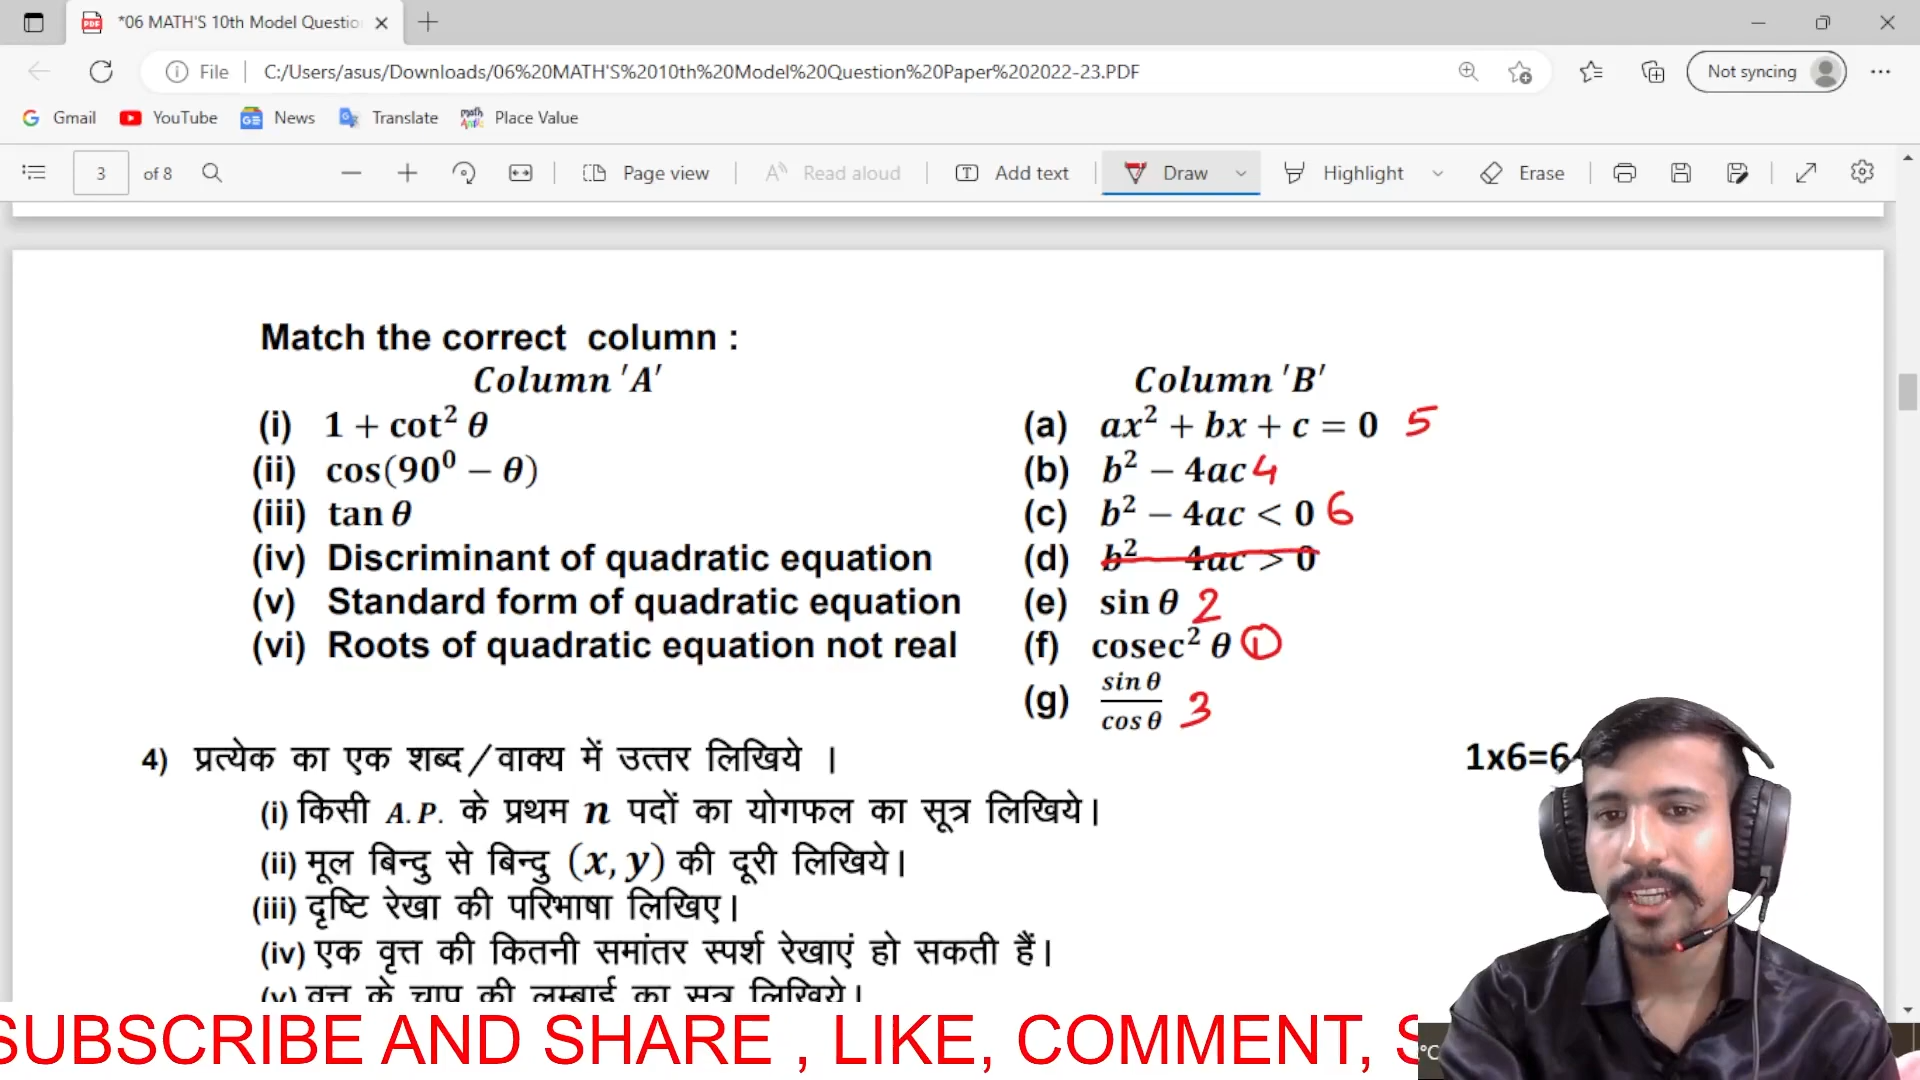 *06 MATH'S 10th Model Questio
File C:/Users/asus/Downloads/06%20MATH'S%2010th%20Model%20Question%20Paper%202022-23.PDF Not syncing
Gmail YouTube News Translate Place Value
3 of 8 Page view Read aloud Add text Draw Highlight Erase
Match the correct column :
Column 'A' Column 'B'
(i) 1 + cot² θ (a) ax² + bx + c = 0 5
(ii) cos(90⁰ − θ) (b) b² − 4ac 4
(iii) tan θ (c) b² − 4ac < 0 6
(iv) Discriminant of quadratic equation (d) b² − 4ac > 0
(v) Standard form of quadratic equation (e) sin θ 2
(vi) Roots of quadratic equation not real (f) cosec² θ 1
(g) sin θ / cos θ 3
4) प्रत्येक का एक शब्द/वाक्य में उत्तर लिखिये । 1x6=6
(i) किसी A.P. के प्रथम n पदों का योगफल का सूत्र लिखिये।
(ii) मूल बिन्दु से बिन्दु (x, y) की दूरी लिखिये।
(iii) दृष्टि रेखा की परिभाषा लिखिए।
(iv) एक वृत्त की कितनी समांतर स्पर्श रेखाएं हो सकती हैं।
(v) वृत्त के चाप की लम्बाई का सूत्र लिखिये।
SUBSCRIBE AND SHARE , LIKE, COMMENT, S
°C